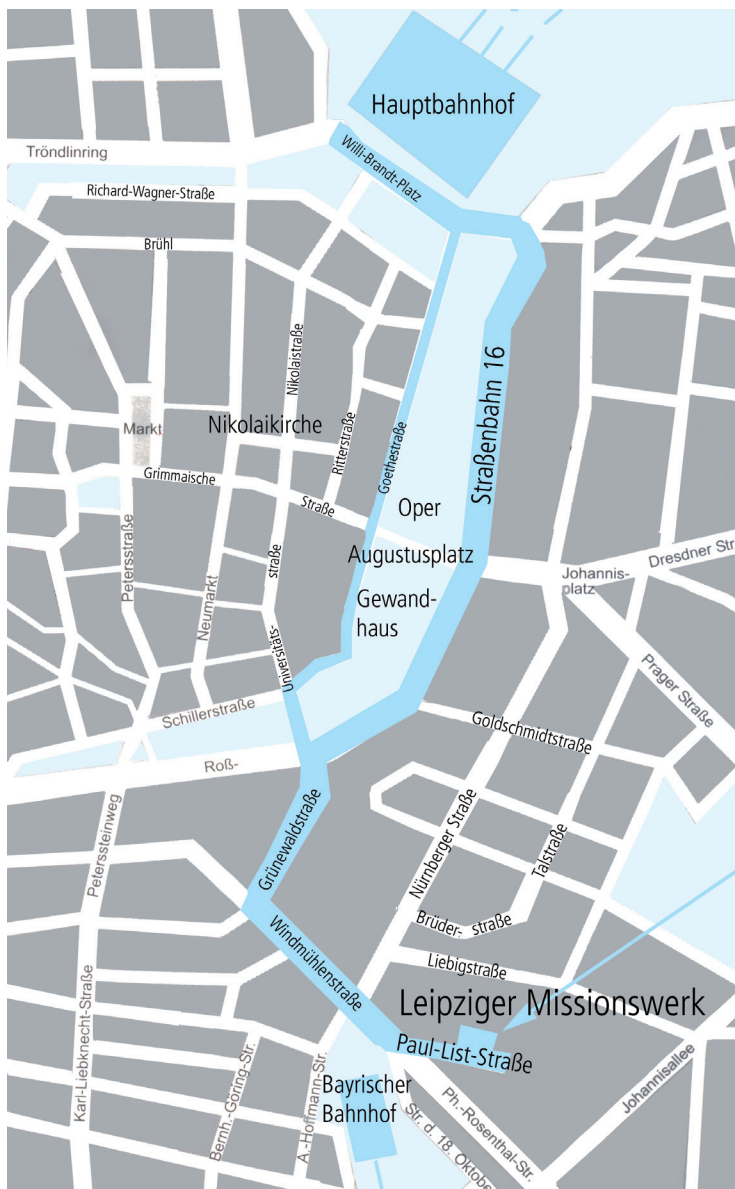 Hauptbahnhof
Tröndlinring
Willi-Brandt-Platz
Richard-Wagner-Straße
Brühl
Nikolaistraße
Straßenbahn 16
Markt
Nikolaikirche
Ritterstraße
Goethestraße
Grimmaische
Straße
Oper
Petersstraße
Neumarkt
straße
Augustusplatz
Johannis-
platz
Dresdner Str
Gewand-
haus
Universitäts-
Prager Straße
Schillerstraße
Goldschmidtstraße
Roß-
Peterssteinweg
Grünewaldstraße
Nürnberger Straße
Talstraße
Brüder-
straße
Windmühlenstraße
Liebigstraße
Leipziger Missionswerk
Karl-Liebknecht-Straße
Paul-List-Straße
Bernh.-Göring-Str.
A.-Hoffmann-Str.
Bayrischer
Bahnhof
Ph.-Rosenthal-Str.
Johannisallee
Str. d. 18. Oktober